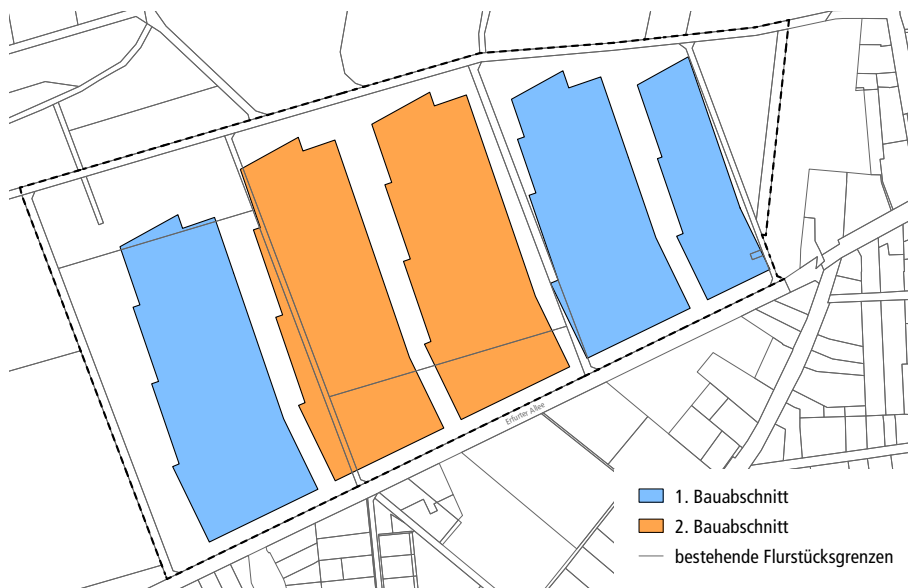 Erfurter Allee
1. Bauabschnitt
2. Bauabschnitt
bestehende Flurstücksgrenzen